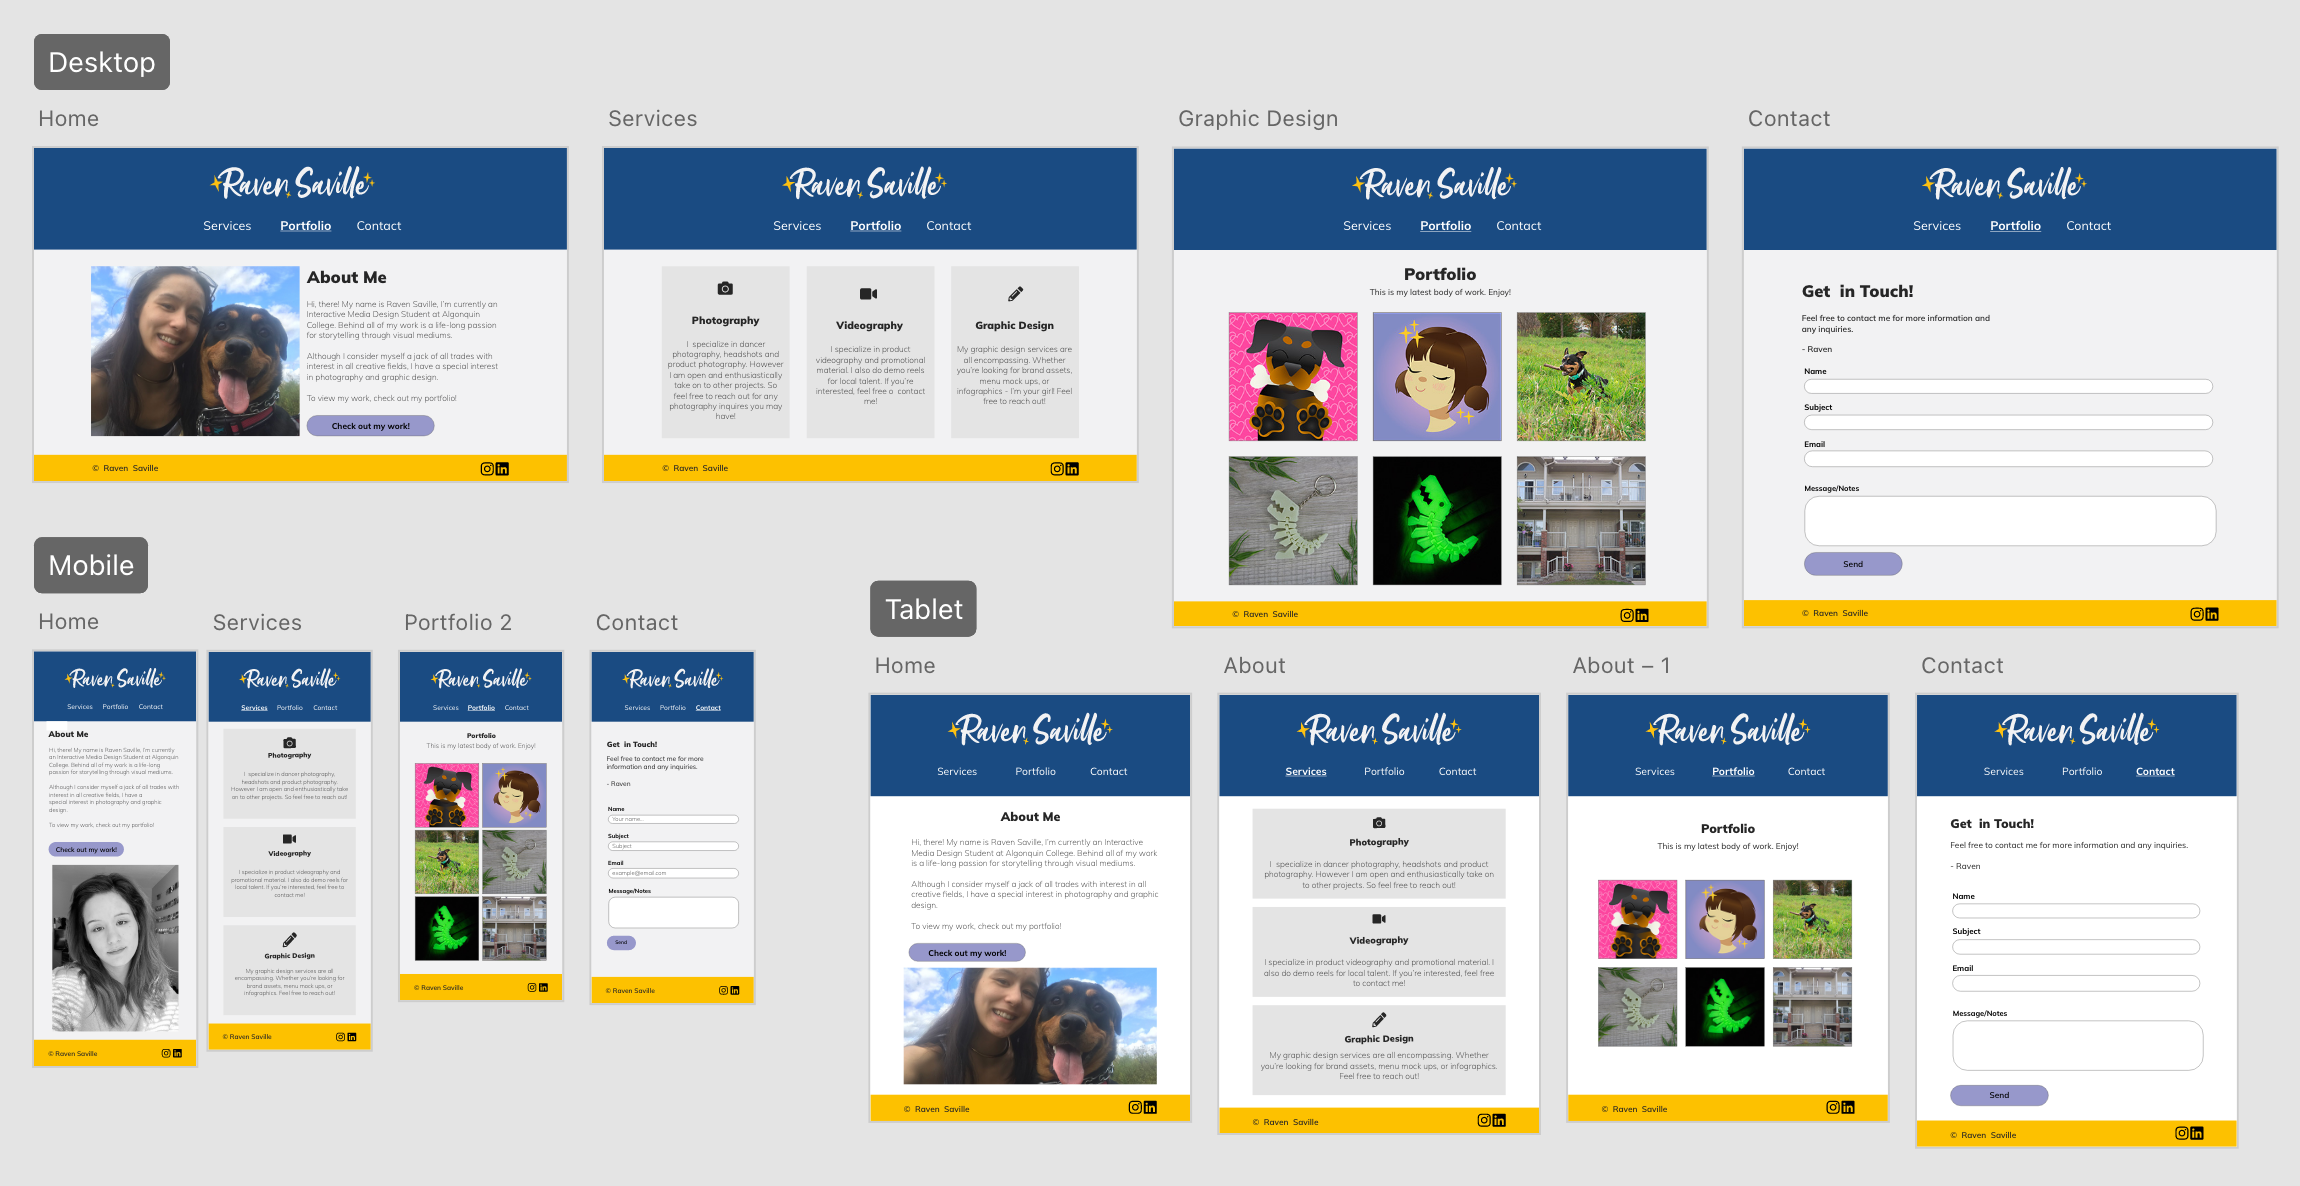 Desktop
Home
Raven Saville
Services Portfolio Contact
About Me
Hi, there! My name is Raven Saville, I'm currently an
Interactive Media Design Student at Algonquin
College. Behind all of my work is a life-long passion
for storytelling through visual mediums.
Although I consider myself a jack of all trades with
interest in all creative fields, I have a special interest
in photography and graphic design.
To view my work, check out my portfolio!
Check out my work!
© Raven Saville
Services
Raven Saville
Services Portfolio Contact
Photography
I specialize in dancer
photography, headshots and
product photography. However
I am open and enthusiastically
take on to other projects. So
feel free to reach out for any
photography inquires you may
have!
Videography
I specialize in product
videography and promotional
material. I also do demo reels
for local talent. If you're
interested, feel free o contact
me!
Graphic Design
My graphic design services are
all encompassing. Whether
you're looking for brand assets,
menu mock ups, or
infographics - I'm your girl! Feel
free to reach out!
© Raven Saville
Graphic Design
Raven Saville
Services Portfolio Contact
Portfolio
This is my latest body of work. Enjoy!
© Raven Saville
Contact
Raven Saville
Services Portfolio Contact
Get in Touch!
Feel free to contact me for more information and
any inquiries.
- Raven
Name
Subject
Email
Message/Notes
Send
© Raven Saville
Mobile
Home
Raven Saville
Services Portfolio Contact
About Me
Hi, there! My name is Raven Saville, I'm currently
an Interactive Media Design Student at Algonquin
College. Behind all of my work is a life-long
passion for storytelling through visual mediums.
Although I consider myself a jack of all trades with
interest in all creative fields, I have a
special interest in photography and graphic
design.
To view my work, check out my portfolio!
Check out my work!
© Raven Saville
Services
Raven Saville
Services Portfolio Contact
Photography
I specialize in dancer photography,
headshots and product photography.
However I am open and enthusiastically take
on to other projects. So feel free to reach out!
Videography
I specialize in product videography and
promotional material. I also do demo reels for
local talent. If you're interested, feel free to
contact me!
Graphic Design
My graphic design services are all
encompassing. Whether you're looking for
brand assets, menu mock ups, or
infographics. Feel free to reach out!
© Raven Saville
Portfolio 2
Raven Saville
Services Portfolio Contact
Portfolio
This is my latest body of work. Enjoy!
© Raven Saville
Contact
Raven Saville
Services Portfolio Contact
Get in Touch!
Feel free to contact me for more
information and any inquiries.
- Raven
Name
Your name..
Subject
Subject
Email
example@email.com
Message/Notes
Send
© Raven Saville
Tablet
Home
Raven Saville
Services Portfolio Contact
About Me
Hi, there! My name is Raven Saville, I'm currently an Interactive
Media Design Student at Algonquin College. Behind all of my work
is a life-long passion for storytelling through visual mediums.
Although I consider myself a jack of all trades with interest in all
creative fields, I have a special interest in photography and graphic
design.
To view my work, check out my portfolio!
Check out my work!
© Raven Saville
About
Raven Saville
Services Portfolio Contact
Photography
I specialize in dancer photography, headshots and product
photography. However I am open and enthusiastically take on
to other projects. So feel free to reach out!
Videography
I specialize in product videography and promotional material. I
also do demo reels for local talent. If you're interested, feel free
to contact me!
Graphic Design
My graphic design services are all encompassing. Whether
you're looking for brand assets, menu mock ups, or infographics.
Feel free to reach out!
© Raven Saville
About – 1
Raven Saville
Services Portfolio Contact
Portfolio
This is my latest body of work. Enjoy!
© Raven Saville
Contact
Raven Saville
Services Portfolio Contact
Get in Touch!
Feel free to contact me for more information and any inquiries.
- Raven
Name
Subject
Email
Message/Notes
Send
© Raven Saville